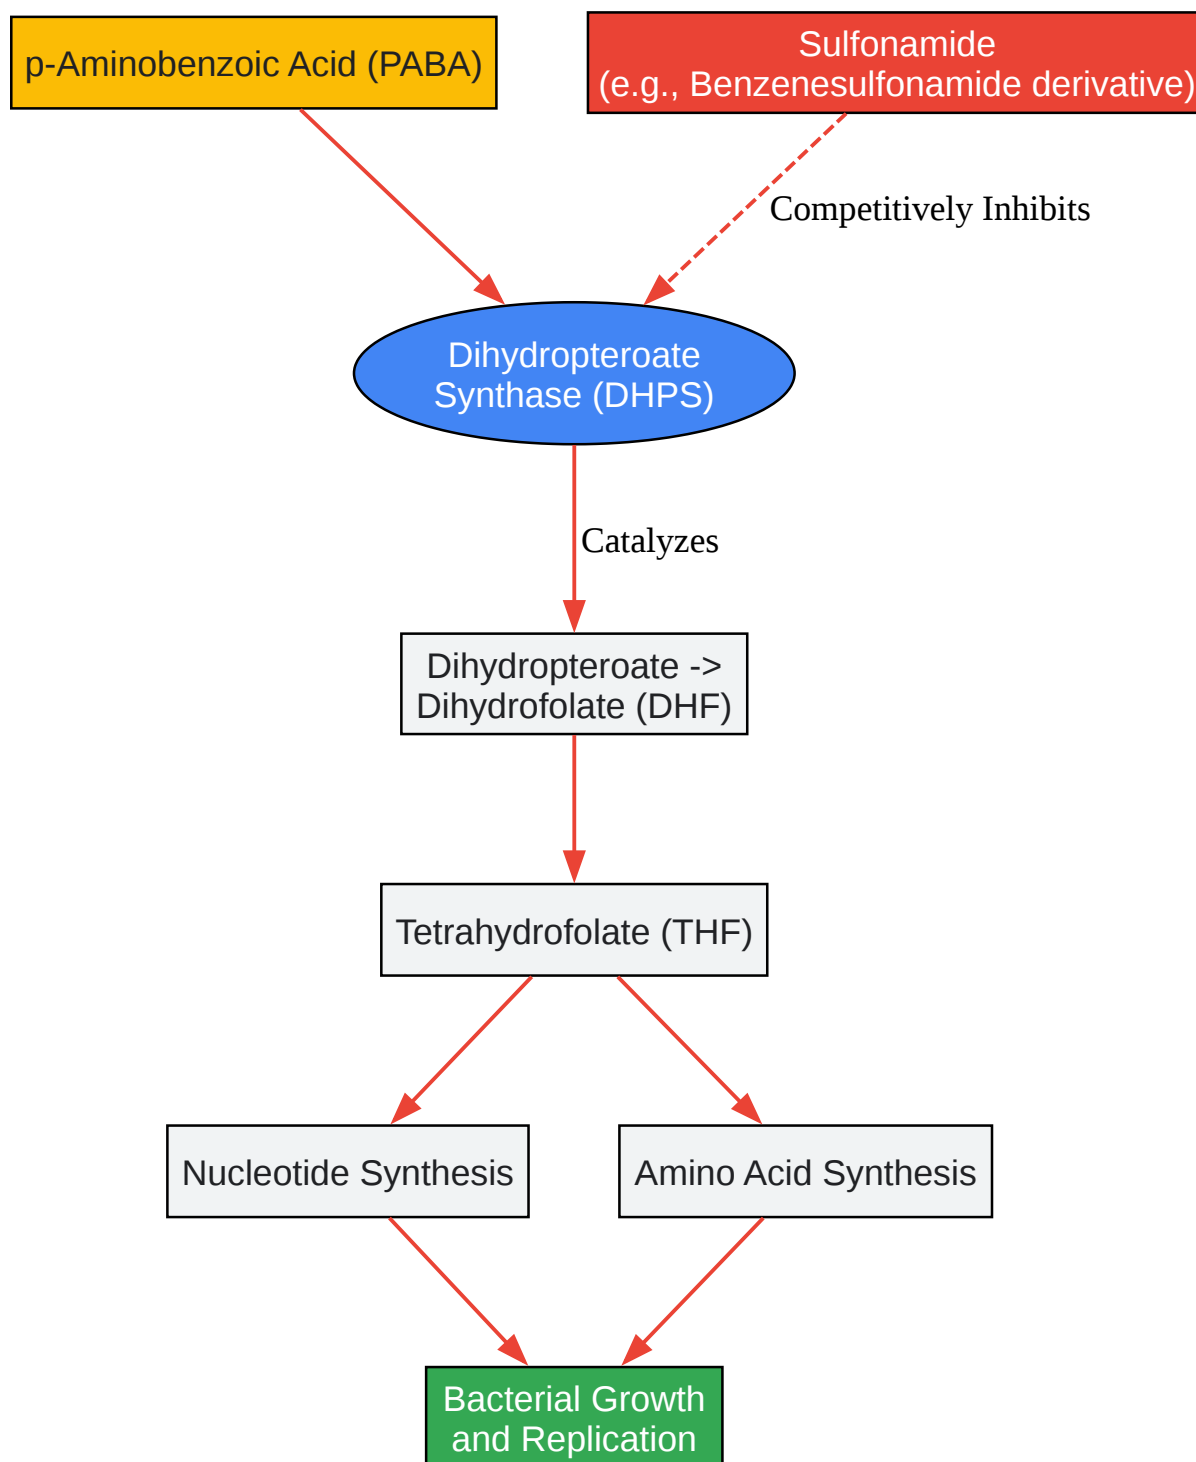 p-Aminobenzoic Acid (PABA)
Sulfonamide
(e.g., Benzenesulfonamide derivative)
Competitively Inhibits
Dihydropteroate
Synthase (DHPS)
Catalyzes
Dihydropteroate ->
Dihydrofolate (DHF)
Tetrahydrofolate (THF)
Nucleotide Synthesis
Amino Acid Synthesis
Bacterial Growth
and Replication